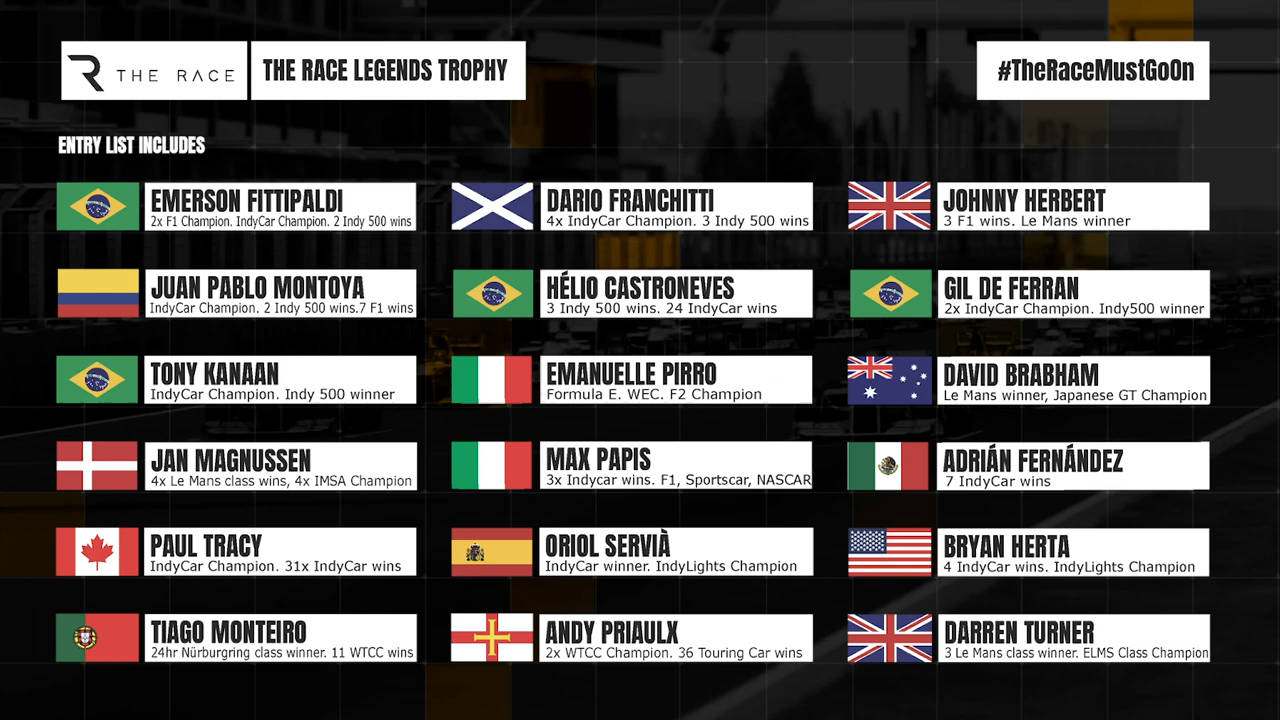 THE RACE
THE RACE LEGENDS TROPHY
#TheRaceMustGoOn
ENTRY LIST INCLUDES
EMERSON FITTIPALDI
2x F1 Champion. IndyCar Champion. 2 Indy 500 wins
DARIO FRANCHITTI
4x IndyCar Champion. 3 Indy 500 wins
JOHNNY HERBERT
3 F1 wins. Le Mans winner
JUAN PABLO MONTOYA
IndyCar Champion. 2 Indy 500 wins.7 F1 wins
HÉLIO CASTRONEVES
3 Indy 500 wins. 24 IndyCar wins
GIL DE FERRAN
2x IndyCar Champion. Indy500 winner
TONY KANAAN
IndyCar Champion. Indy 500 winner
EMANUELLE PIRRO
Formula E. WEC. F2 Champion
DAVID BRABHAM
Le Mans winner, Japanese GT Champion
JAN MAGNUSSEN
4x Le Mans class wins, 4x IMSA Champion
MAX PAPIS
3x Indycar wins. F1, Sportscar, NASCAR
ADRIÁN FERNÁNDEZ
7 IndyCar wins
PAUL TRACY
IndyCar Champion. 31x IndyCar wins
ORIOL SERVIÀ
IndyCar winner. IndyLights Champion
BRYAN HERTA
4 IndyCar wins. IndyLights Champion
TIAGO MONTEIRO
24hr Nürburgring class winner. 11 WTCC wins
ANDY PRIAULX
2x WTCC Champion. 36 Touring Car wins
DARREN TURNER
3 Le Mans class winner. ELMS Class Champion